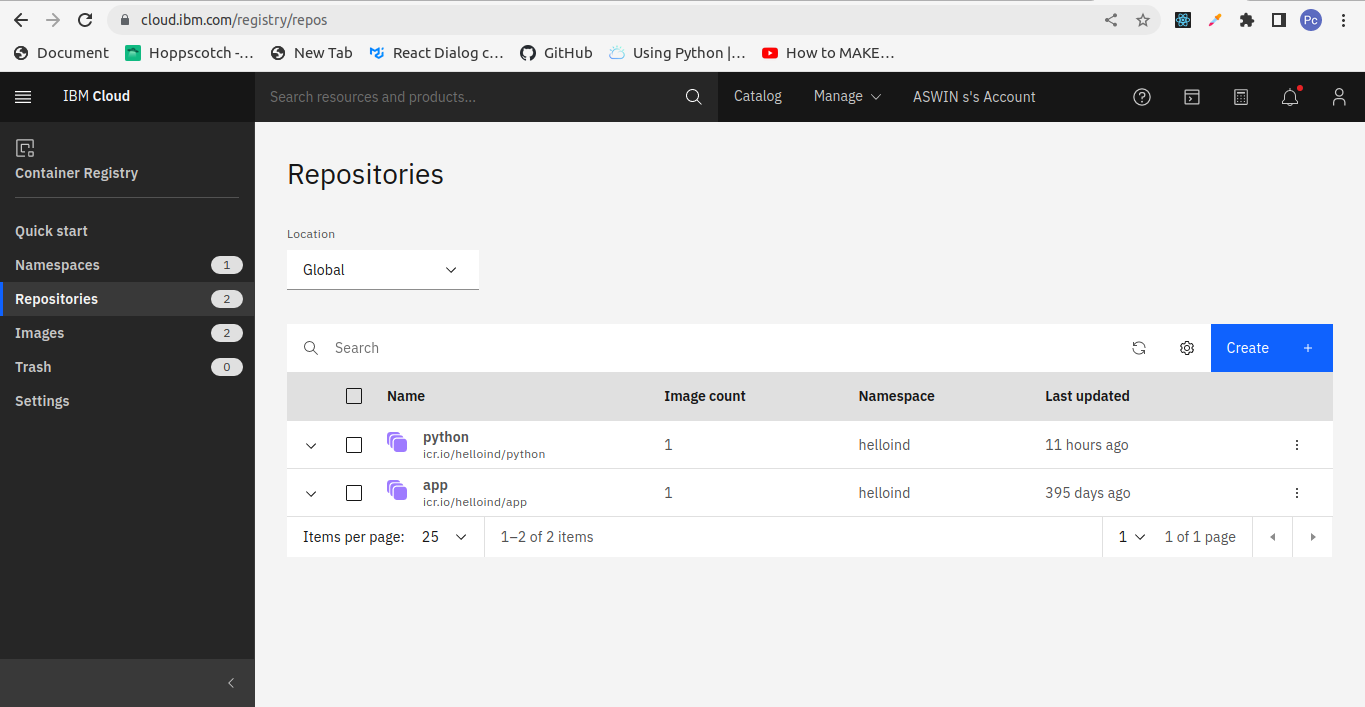 cloud.ibm.com/registry/repos
Pc
Document
Hoppscotch -...
New Tab
React Dialog c...
GitHub
Using Python |...
How to MAKE...
IBM Cloud
Search resources and products...
Catalog
Manage
ASWIN s's Account
Container Registry
Quick start
Namespaces 1
Repositories 2
Images 2
Trash 0
Settings
Repositories
Location
Global
Search
Create +
Name Image count Namespace Last updated
python 1 helloind 11 hours ago
icr.io/helloind/python
app 1 helloind 395 days ago
icr.io/helloind/app
Items per page: 25 1–2 of 2 items 1 1 of 1 page